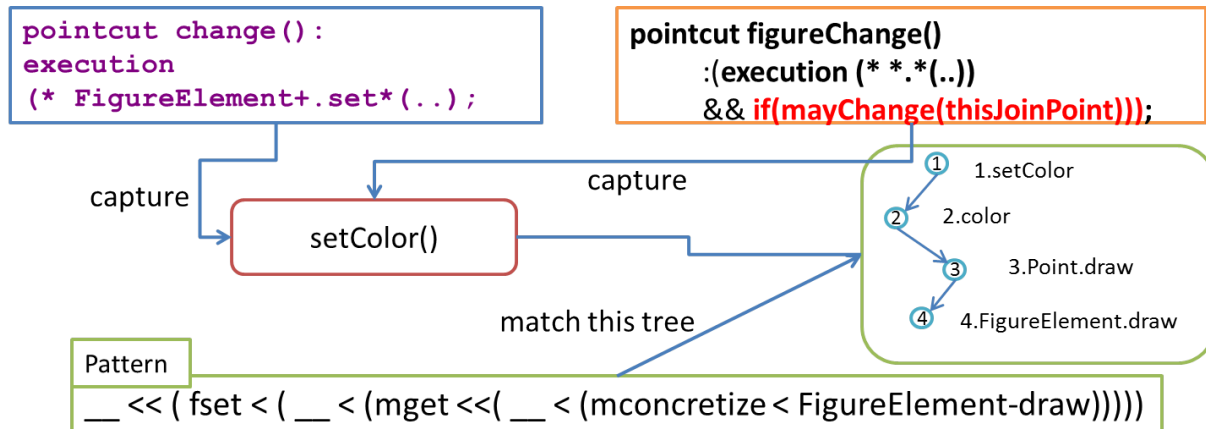 pointcut change():
execution
(* FigureElement+.set*(..);
pointcut figureChange()
:(execution (* *.*(..))
&& if(mayChange(thisJoinPoint)));
capture
capture
setColor()
1
1.setColor
2
2.color
3
3.Point.draw
4
4.FigureElement.draw
match this tree
Pattern
__ << ( fset < ( __ < (mget <<( __ < (mconcretize < FigureElement-draw)))))